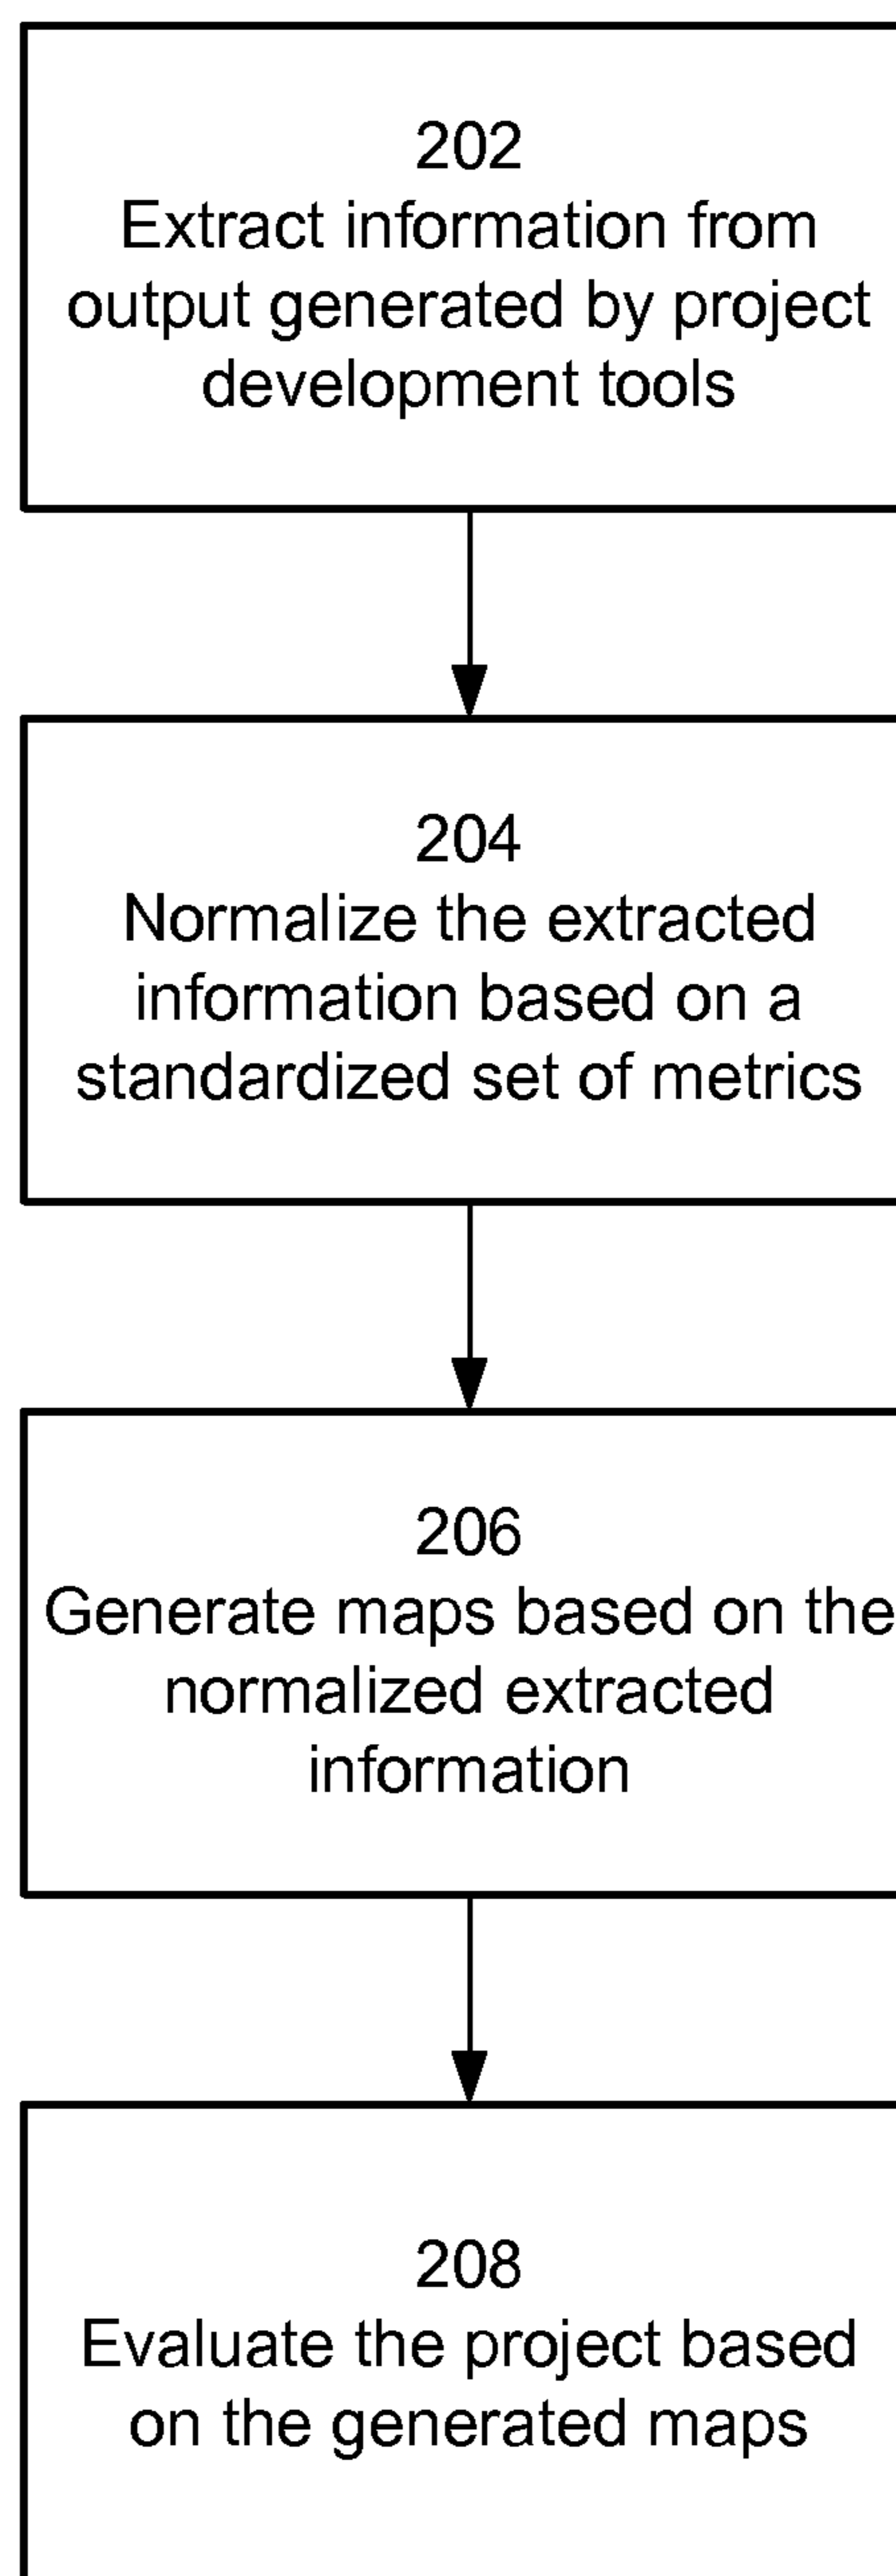 202
Extract information from
output generated by project
development tools
204
Normalize the extracted
information based on a
standardized set of metrics
206
Generate maps based on the
normalized extracted
information
208
Evaluate the project based
on the generated maps